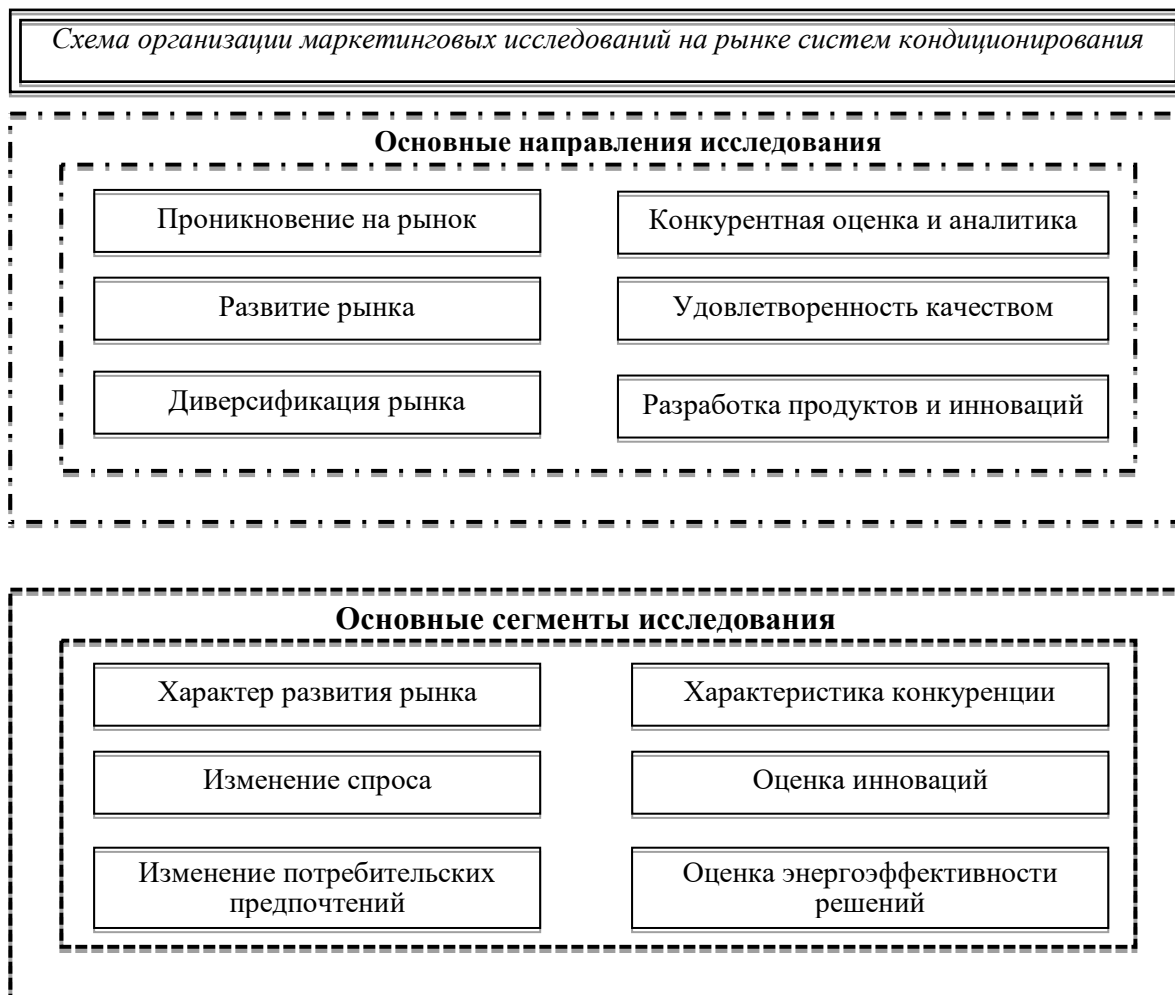 Схема организации маркетинговых исследований на рынке систем кондиционирования
Основные направления исследования
Проникновение на рынок
Конкурентная оценка и аналитика
Развитие рынка
Удовлетворенность качеством
Диверсификация рынка
Разработка продуктов и инноваций
Основные сегменты исследования
Характер развития рынка
Характеристика конкуренции
Изменение спроса
Оценка инноваций
Изменение потребительских
предпочтений
Оценка энергоэффективности
решений